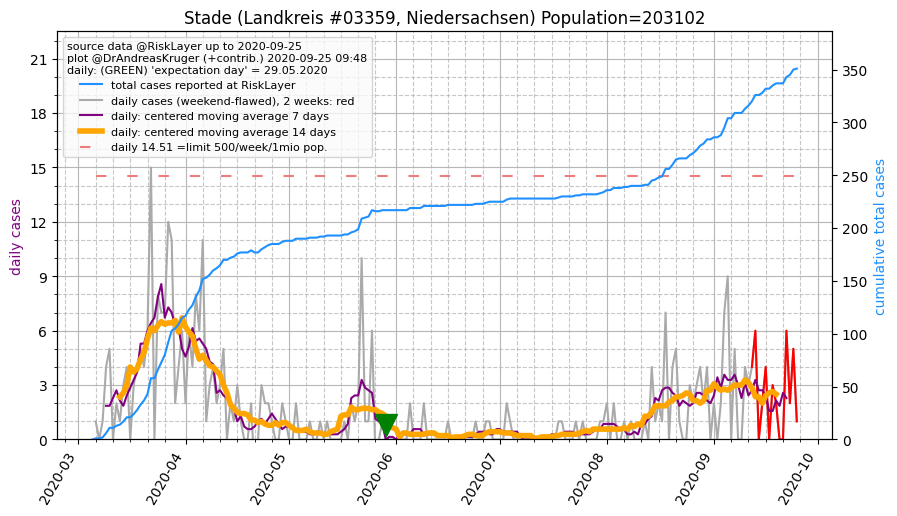 Stade (Landkreis #03359, Niedersachsen) Population=203102
source data @RiskLayer up to 2020-09-25
plot @DrAndreasKruger (+contrib.) 2020-09-25 09:48
daily: (GREEN) 'expectation day' = 29.05.2020
total cases reported at RiskLayer
daily cases (weekend-flawed), 2 weeks: red
daily: centered moving average 7 days
daily: centered moving average 14 days
daily 14.51 =limit 500/week/1mio pop.
daily cases
21
18
15
12
9
6
3
0
cumulative total cases
350
300
250
200
150
100
50
0
2020-03
2020-04
2020-05
2020-06
2020-07
2020-08
2020-09
2020-10